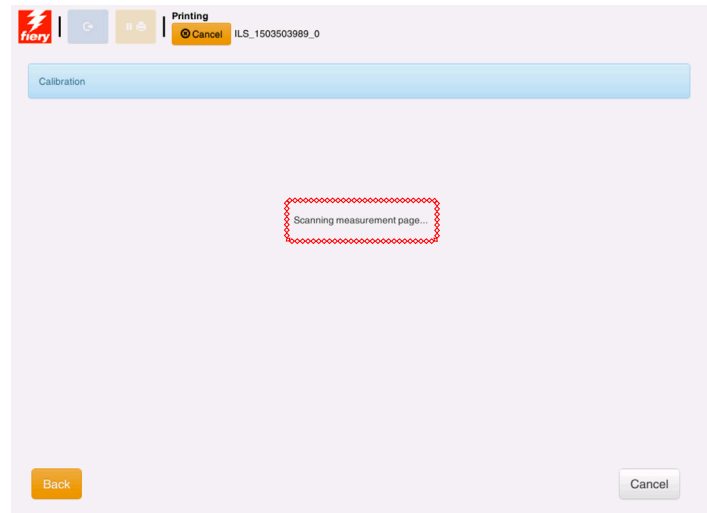 fiery
Printing
Cancel ILS_1503503989_0
Calibration
Scanning measurement page...
Back
Cancel